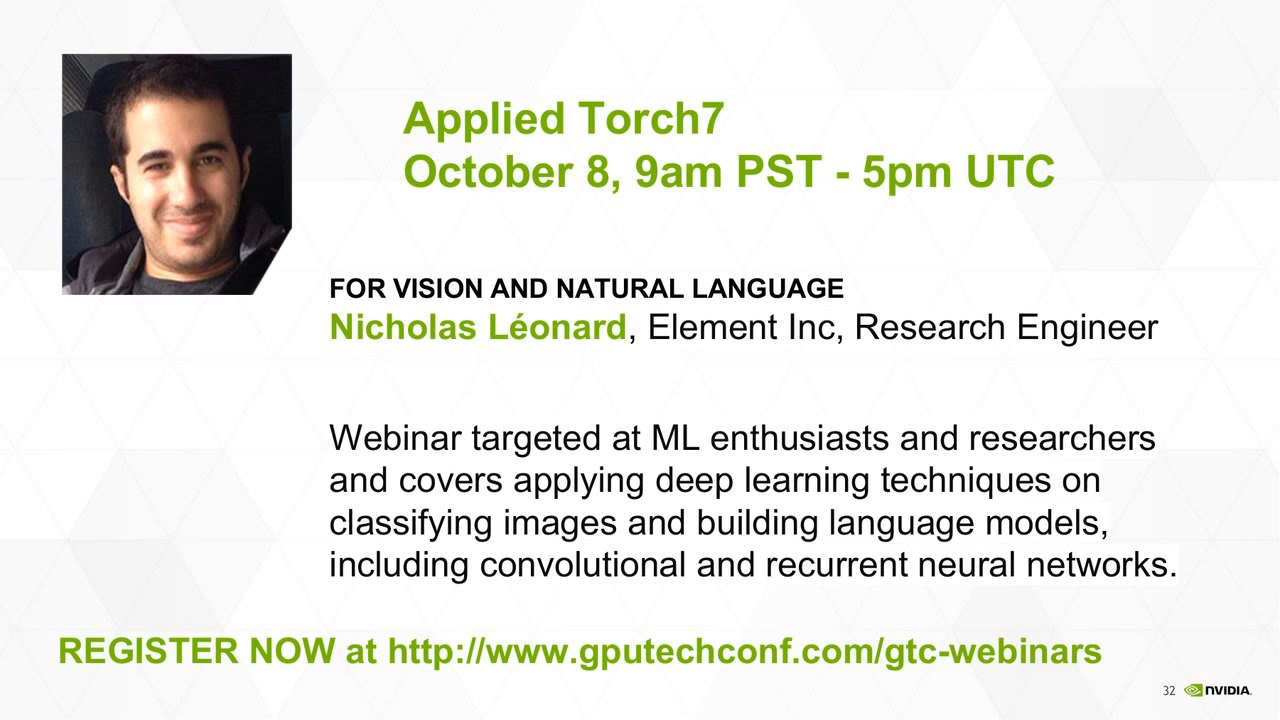 Applied Torch7
October 8, 9am PST - 5pm UTC
FOR VISION AND NATURAL LANGUAGE
Nicholas Léonard, Element Inc, Research Engineer
Webinar targeted at ML enthusiasts and researchers
and covers applying deep learning techniques on
classifying images and building language models,
including convolutional and recurrent neural networks.
REGISTER NOW at http://www.gputechconf.com/gtc-webinars
32 NVIDIA.